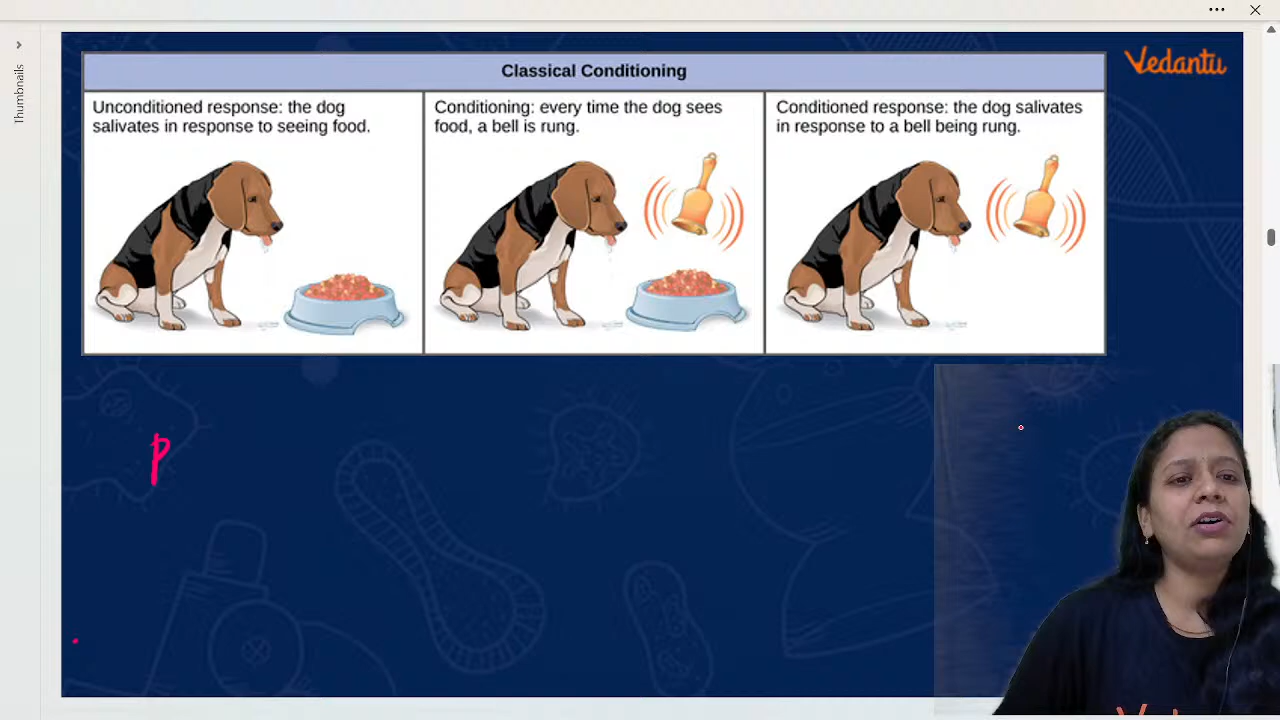 Thumbnails
Classical Conditioning
Vedantu
Unconditioned response: the dog
salivates in response to seeing food.
Conditioning: every time the dog sees
food, a bell is rung.
Conditioned response: the dog salivates
in response to a bell being rung.
P